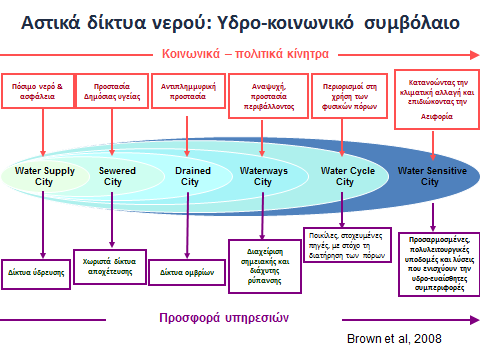 Αστικά δίκτυα νερού: Υδρο-κοινωνικό συμβόλαιο
Κοινωνικά – πολιτικά κίνητρα
Πόσιμο νερό &
ασφάλεια
Προστασία
Δημόσιας υγείας
Αντιπλημμυρική
προστασία
Αναψυχή,
προστασία
περιβάλλοντος
Περιορισμοί στη
χρήση των
φυσικών πόρων
Κατανοώντας την
κλιματική αλλαγή και
επιδιώκοντας την
Αειφορία
Water Supply
City
Sewered
City
Drained
City
Waterways
City
Water Cycle
City
Water Sensitive
City
Δίκτυα ύδρευσης
Χωριστά δίκτυα
αποχέτευσης
Δίκτυα ομβρίων
Διαχείριση
σημειακής και
διάχυτης
ρύπανσης
Ποικίλες, στοχευμένες
πηγές, με στόχο τη
διατήρηση των πόρων
Προσαρμοσμένες,
πολυλειτουργικές
υποδομές και λύσεις
που ενισχύουν την
υδρο-ευαίσθητες
συμπεριφορές
Προσφορά υπηρεσιών
Brown et al, 2008